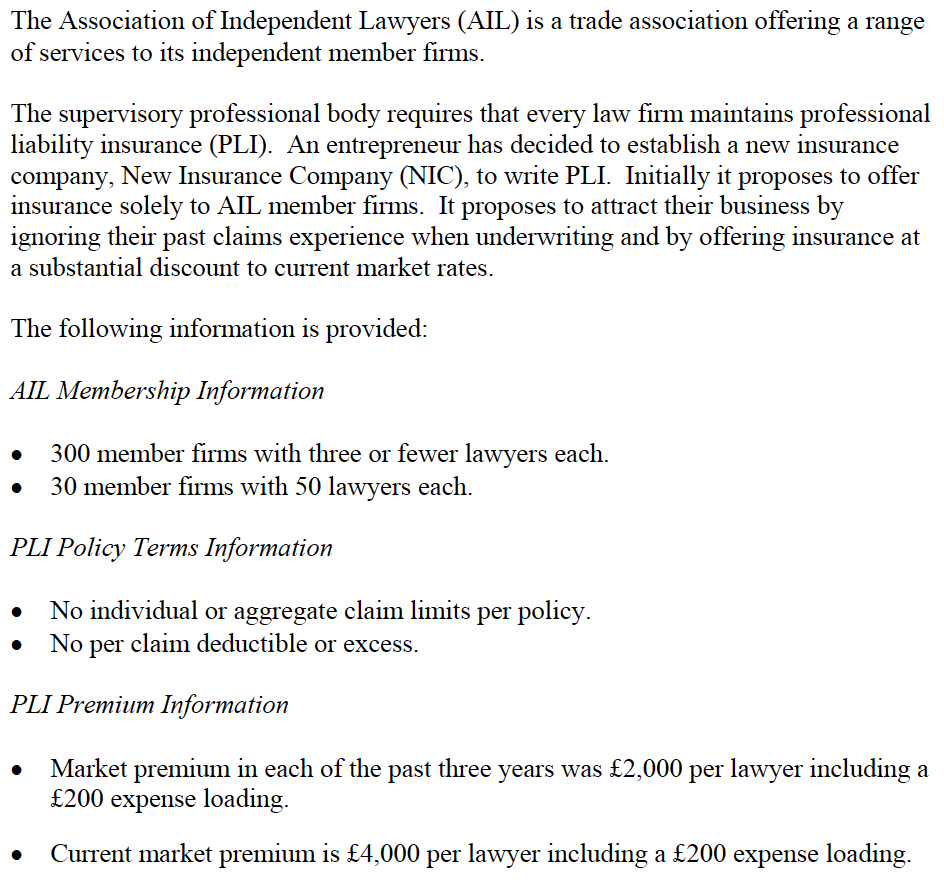 The Association of Independent Lawyers (AIL) is a trade association offering a range
of services to its independent member firms.
The supervisory professional body requires that every law firm maintains professional
liability insurance (PLI).  An entrepreneur has decided to establish a new insurance
company, New Insurance Company (NIC), to write PLI.  Initially it proposes to offer
insurance solely to AIL member firms.  It proposes to attract their business by
ignoring their past claims experience when underwriting and by offering insurance at
a substantial discount to current market rates.
The following information is provided:
AIL Membership Information
• 300 member firms with three or fewer lawyers each.
• 30 member firms with 50 lawyers each.
PLI Policy Terms Information
• No individual or aggregate claim limits per policy.
• No per claim deductible or excess.
PLI Premium Information
• Market premium in each of the past three years was £2,000 per lawyer including a
£200 expense loading.
• Current market premium is £4,000 per lawyer including a £200 expense loading.